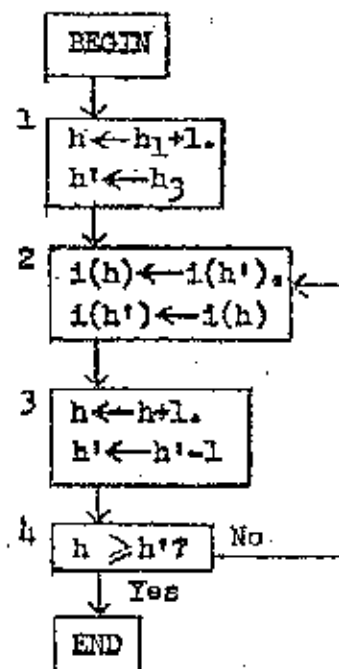 BEGIN
1
h←h₁+1.
h'←h₃
2
i(h)←i(h').
i(h')←i(h)
3
h←h+1.
h'←h'-1
4
h ⩾h'?
No
Yes
END